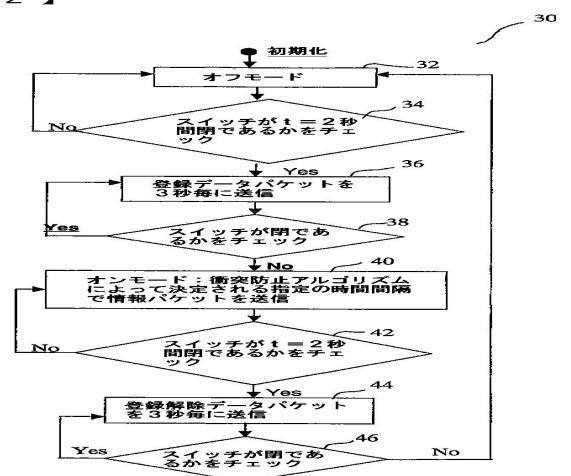 2 】
30
初期化
オフモード
32
スイッチがt=2秒
間閉であるかをチェ
ック
34
No
Yes
登録データパケットを
3秒毎に送信
36
スイッチが閉であ
るかをチェック
38
Yes
No
オンモード:衝突防止アルゴリズム
によって決定される指定の時間間隔
で情報パケットを送信
40
スイッチがt=2秒
間閉であるかをチェ
ック
42
No
Yes
登録解除データパケット
を3秒毎に送信
44
スイッチが閉であ
るかをチェック
46
Yes
No